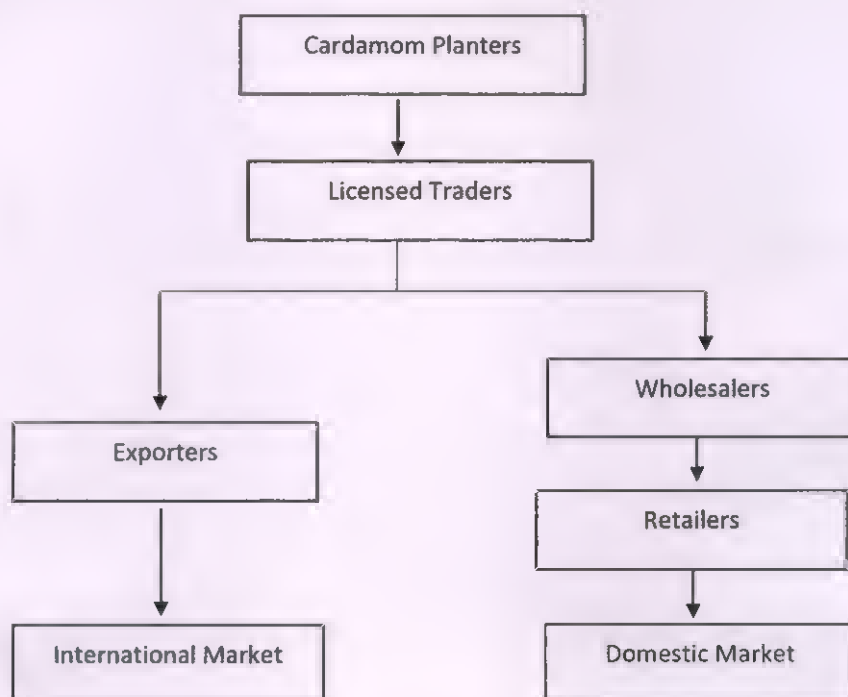 Cardamom Planters
Licensed Traders
Exporters
International Market
Wholesalers
Retailers
Domestic Market